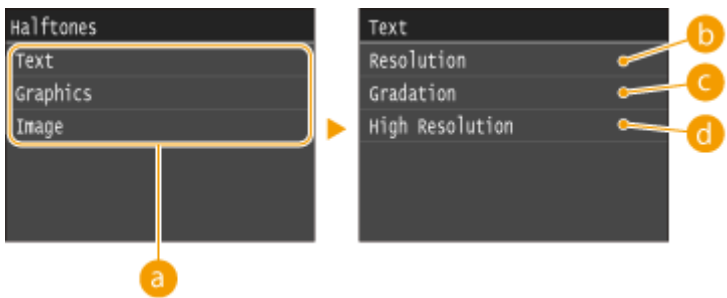 Halftones
Text
Graphics
Image
a
Text
Resolution
Gradation
High Resolution
b
c
d